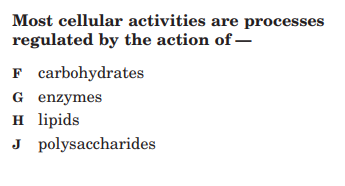 Most cellular activities are processes
regulated by the action of —
F carbohydrates
G enzymes
H lipids
J polysaccharides